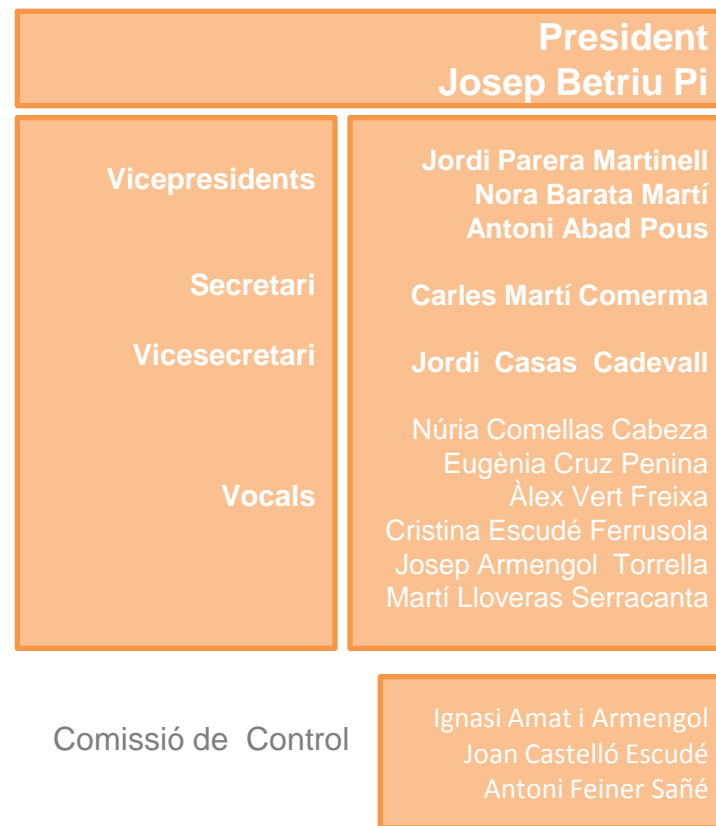 President
Josep Betriu Pi
Vicepresidents
Jordi Parera Martinell
Nora Barata Martí
Antoni Abad Pous
Secretari
Carles Martí Comerma
Vicesecretari
Jordi Casas Cadevall
Vocals
Núria Comellas Cabeza
Eugènia Cruz Penina
Àlex Vert Freixa
Cristina Escudé Ferrusola
Josep Armengol Torrella
Martí Lloveras Serracanta
Comissió de Control
Ignasi Amat i Armengol
Joan Castelló Escudé
Antoni Feiner Sañé